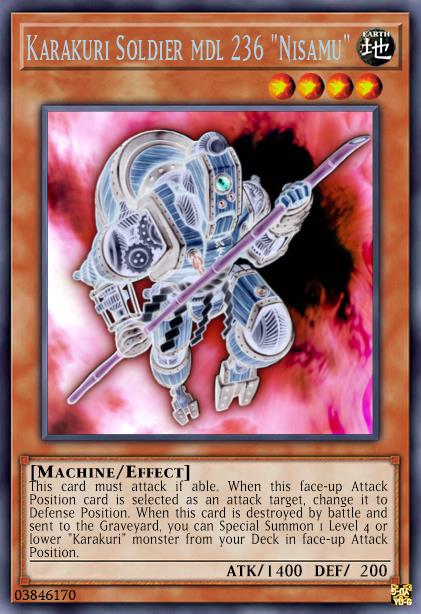 Karakuri Soldier mdl 236 "Nisamu"
EARTH
地
[Machine/Effect]
This card must attack if able. When this face-up Attack
Position card is selected as an attack target, change it to
Defense Position. When this card is destroyed by battle and
sent to the Graveyard, you can Special Summon 1 Level 4 or
lower "Karakuri" monster from your Deck in face-up Attack
Position.
ATK/1400 DEF/ 200
03846170